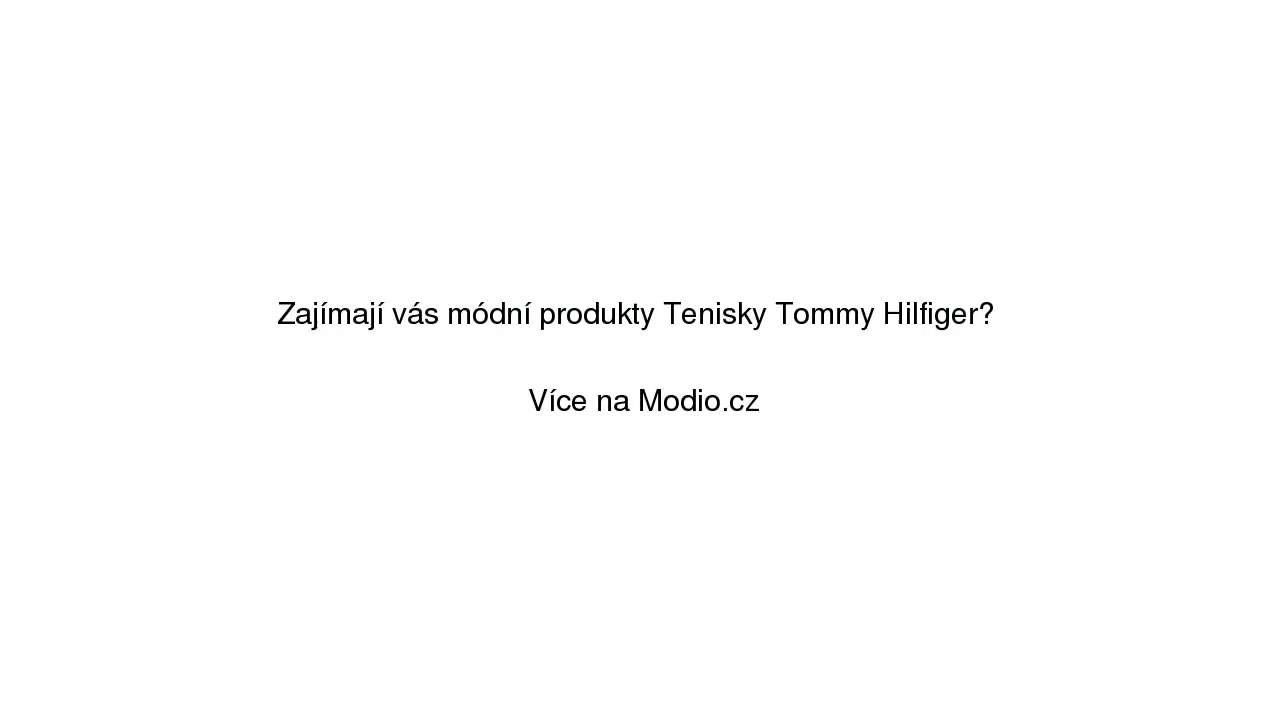 Zajímají vás módní produkty Tenisky Tommy Hilfiger?
Více na Modio.cz